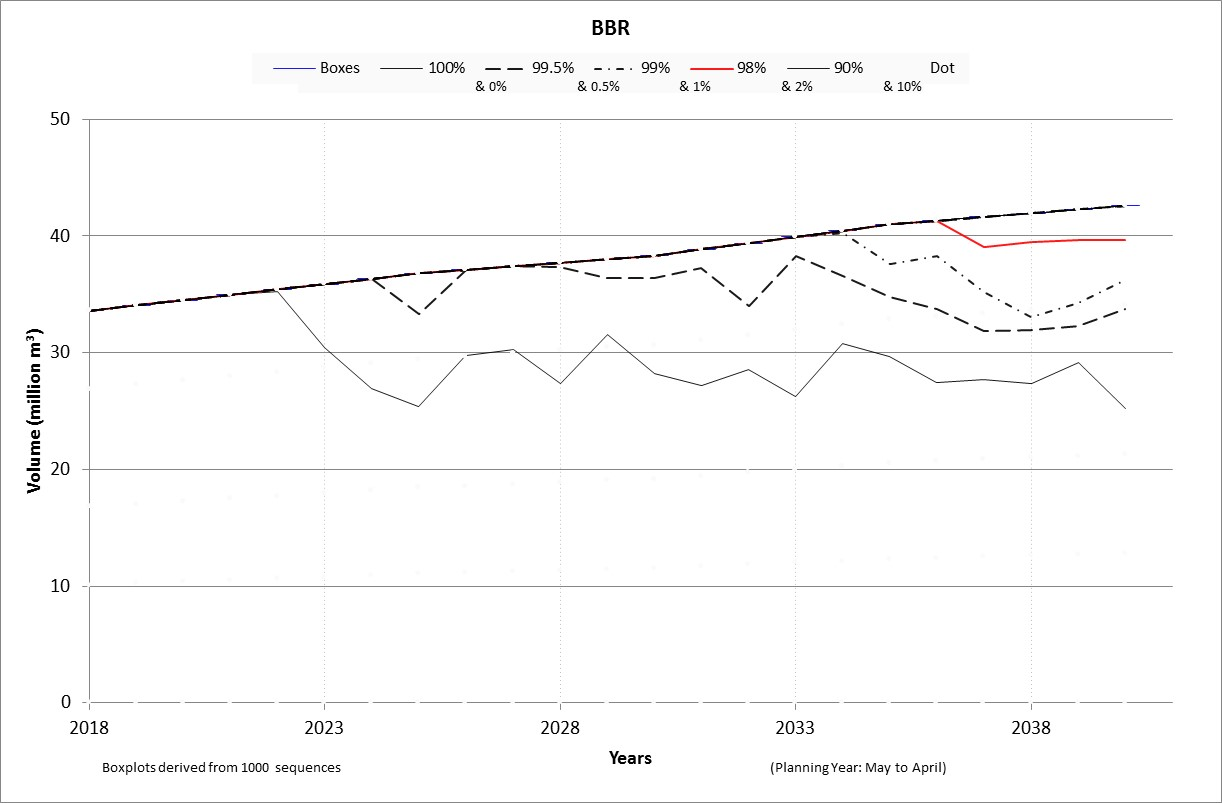 BBR
Boxes 100% 99.5% 99% 98% 90% Dot
& 0% & 0.5% & 1% & 2% & 10%
50
40
30
20
10
0
Volume (million m³)
2018 2023 2028 2033 2038
Years
Boxplots derived from 1000 sequences (Planning Year: May to April)